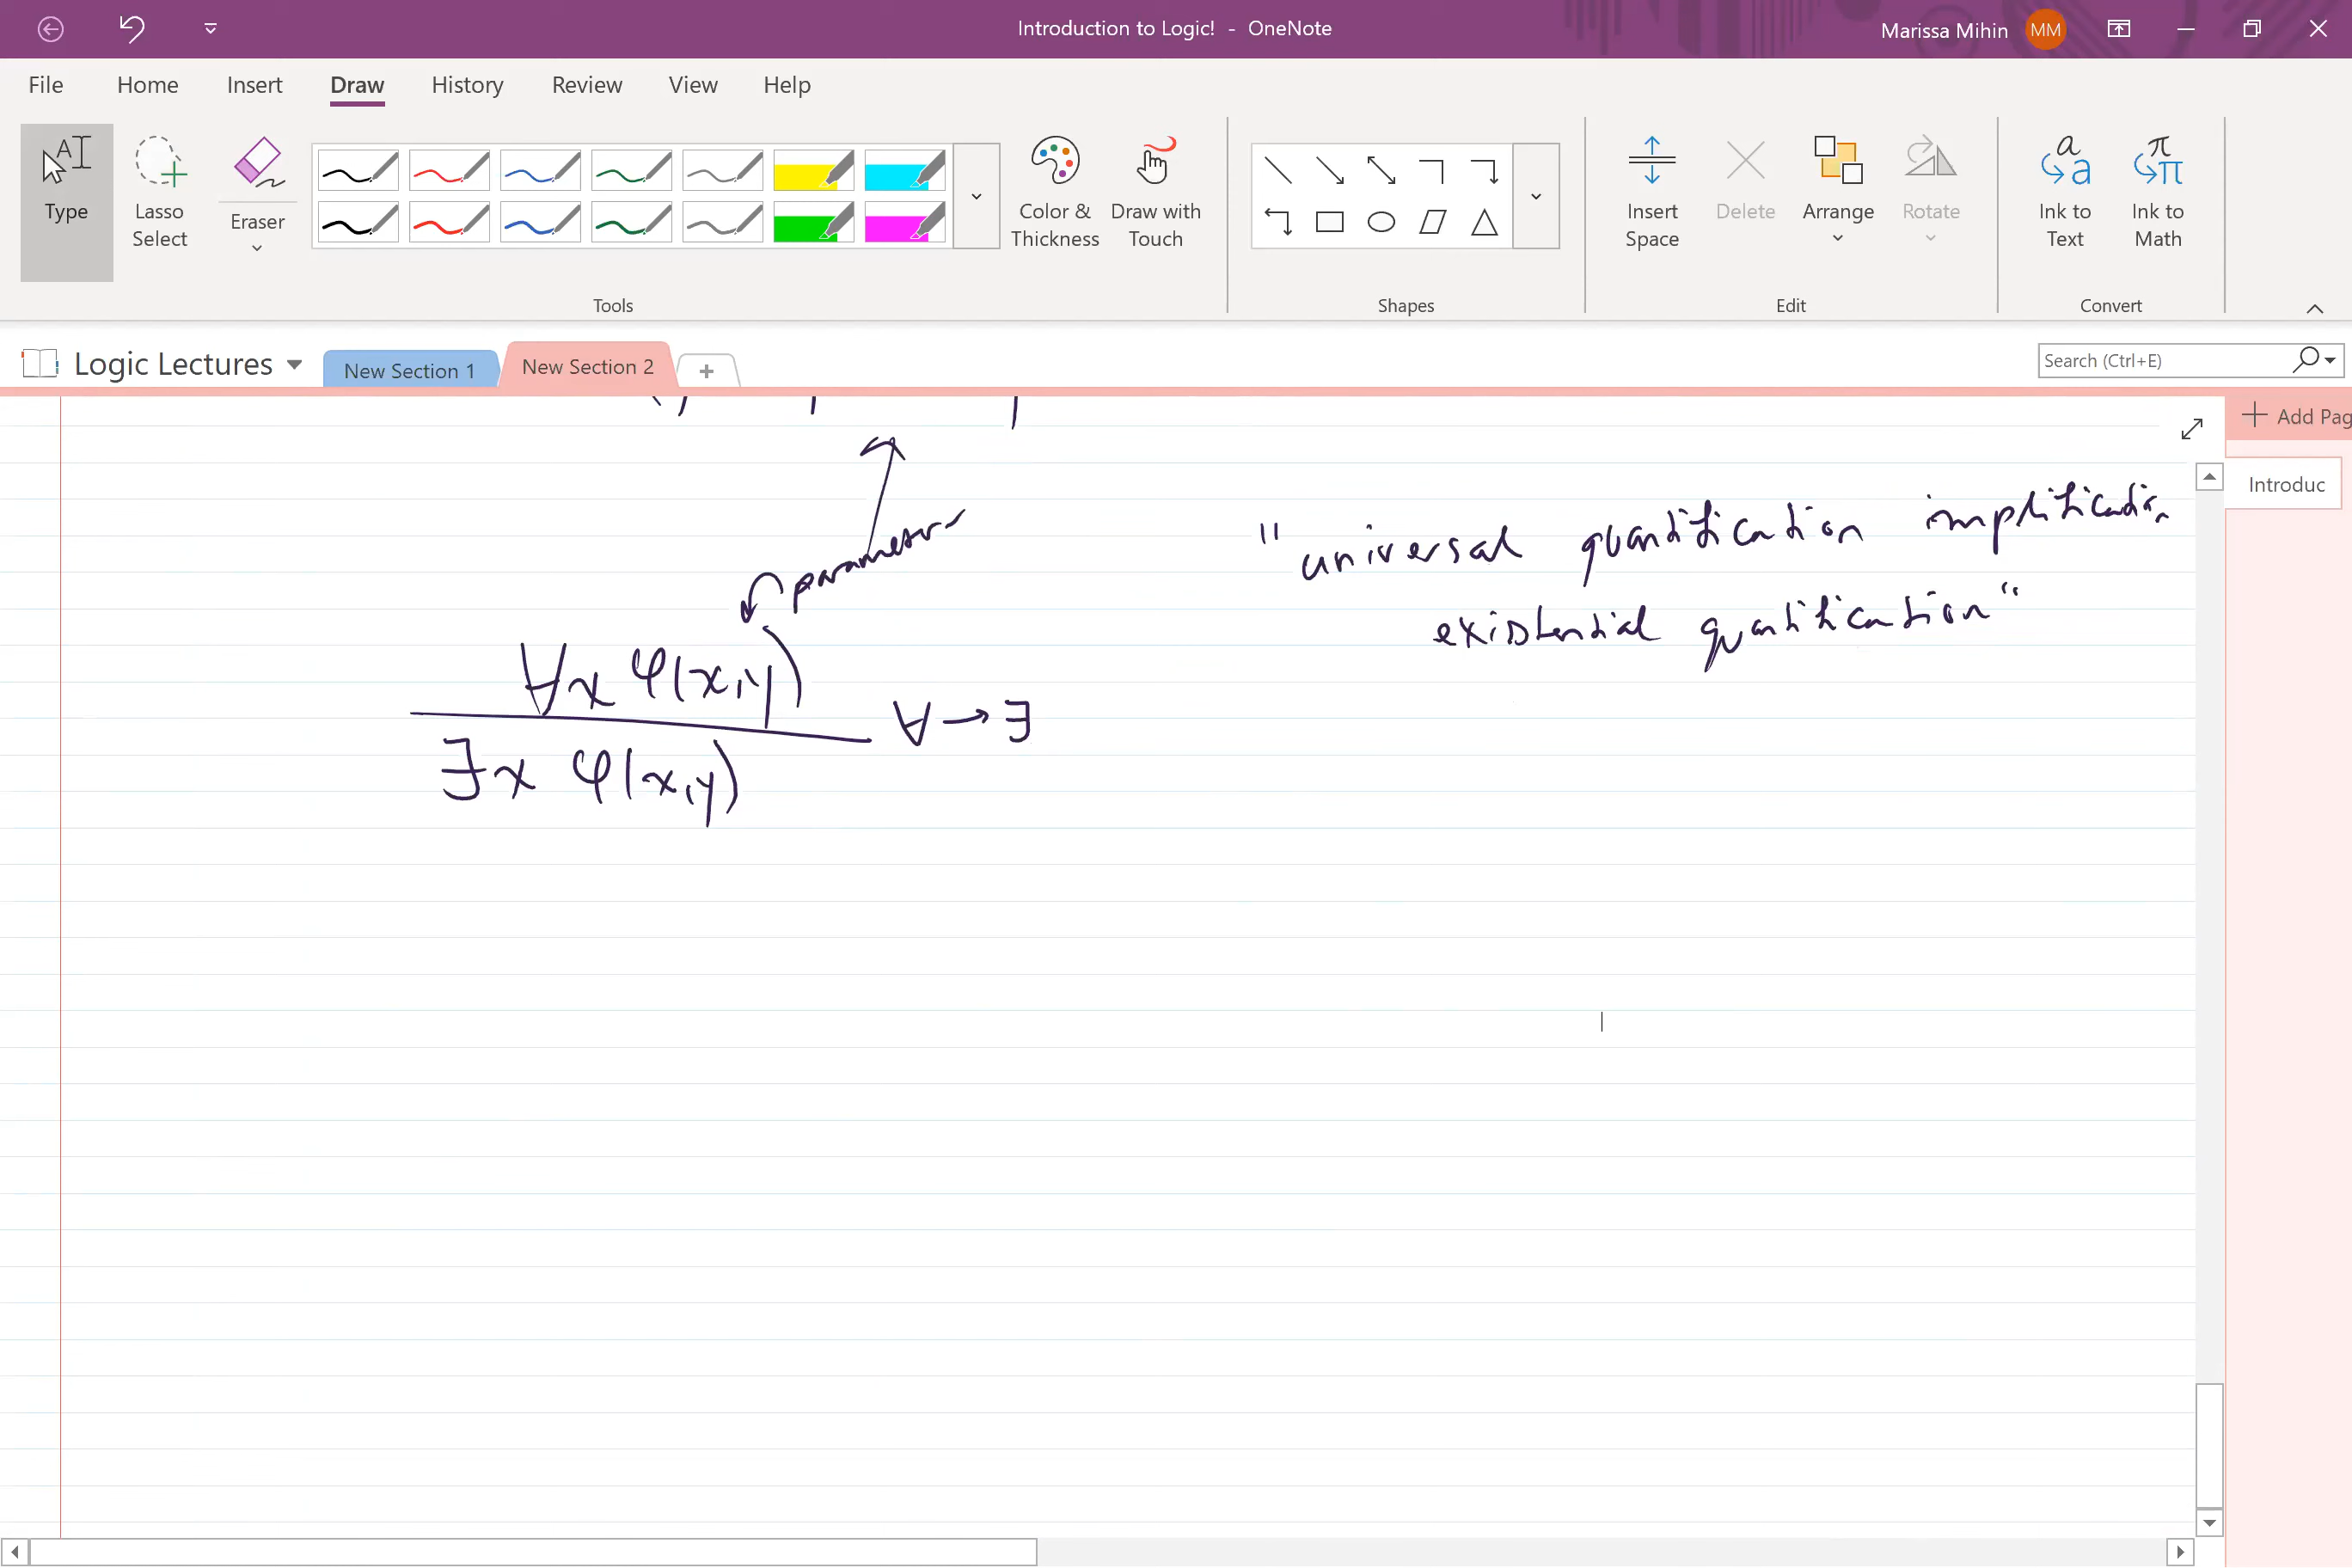 Introduction to Logic! - OneNote
Marissa Mihin MM
File Home Insert Draw History Review View Help
Type
Lasso Select
Eraser
Color & Thickness
Draw with Touch
Insert Space
Delete
Arrange
Rotate
Ink to Text
Ink to Math
Tools
Shapes
Edit
Convert
Logic Lectures
New Section 1
New Section 2
Search (Ctrl+E)
Add Pag
Introduc
"universal quantification implification
existential quantification"
parameter
∀x φ(x,y)
∀→∃
∃x φ(x,y)